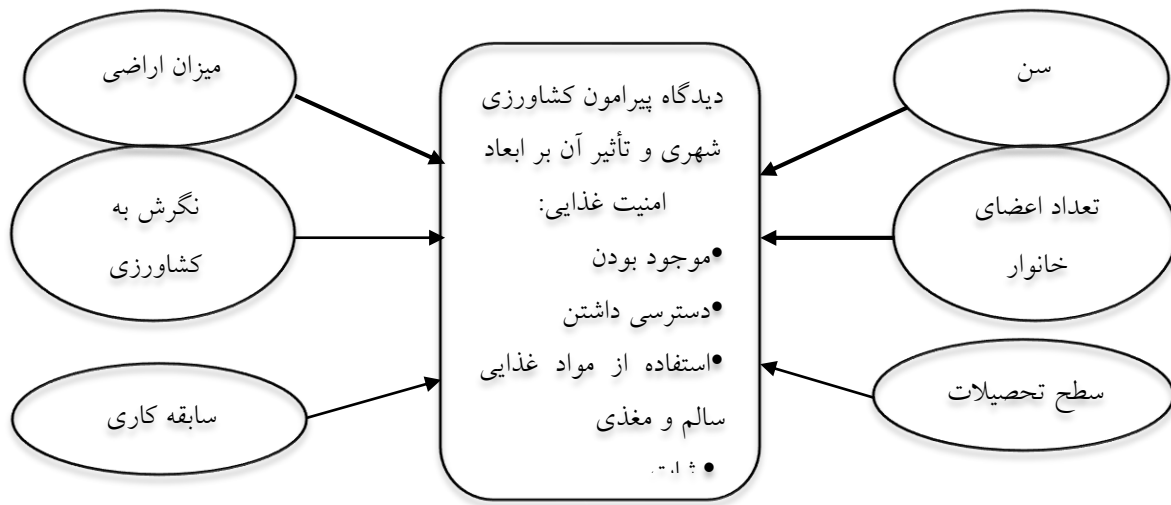 سن
تعداد اعضای
خانوار
سطح تحصیلات
دیدگاه پیرامون کشاورزی
شهری و تأثیر آن بر ابعاد
امنیت غذایی:
•موجود بودن
•دسترسی داشتن
•استفاده از مواد غذایی
سالم و مغذی
میزان اراضی
نگرش به
کشاورزی
سابقه کاری